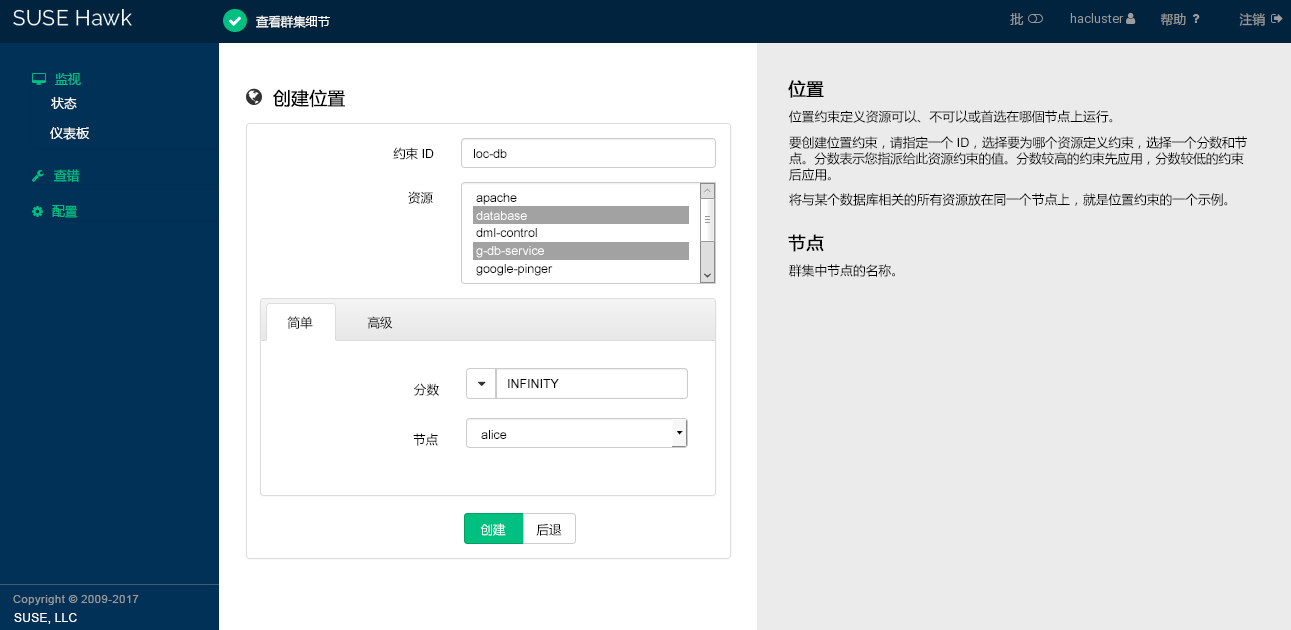 SUSE Hawk
查看群集细节
批
hacluster
帮助 ?
注销
监视
状态
仪表板
查错
配置
创建位置
约束 ID
loc-db
资源
apache
database
dml-control
g-db-service
google-pinger
简单
高级
分数
INFINITY
节点
alice
创建
后退
位置
位置约束定义资源可以、不可以或首选在哪個节点上运行。
要创建位置约束，请指定一个 ID，选择要为哪个资源定义约束，选择一个分数和节
点。分数表示您指派给此资源约束的值。分数较高的约束先应用，分数较低的约束
后应用。
将与某个数据库相关的所有资源放在同一个节点上，就是位置约束的一个示例。
节点
群集中节点的名称。
Copyright © 2009-2017
SUSE, LLC